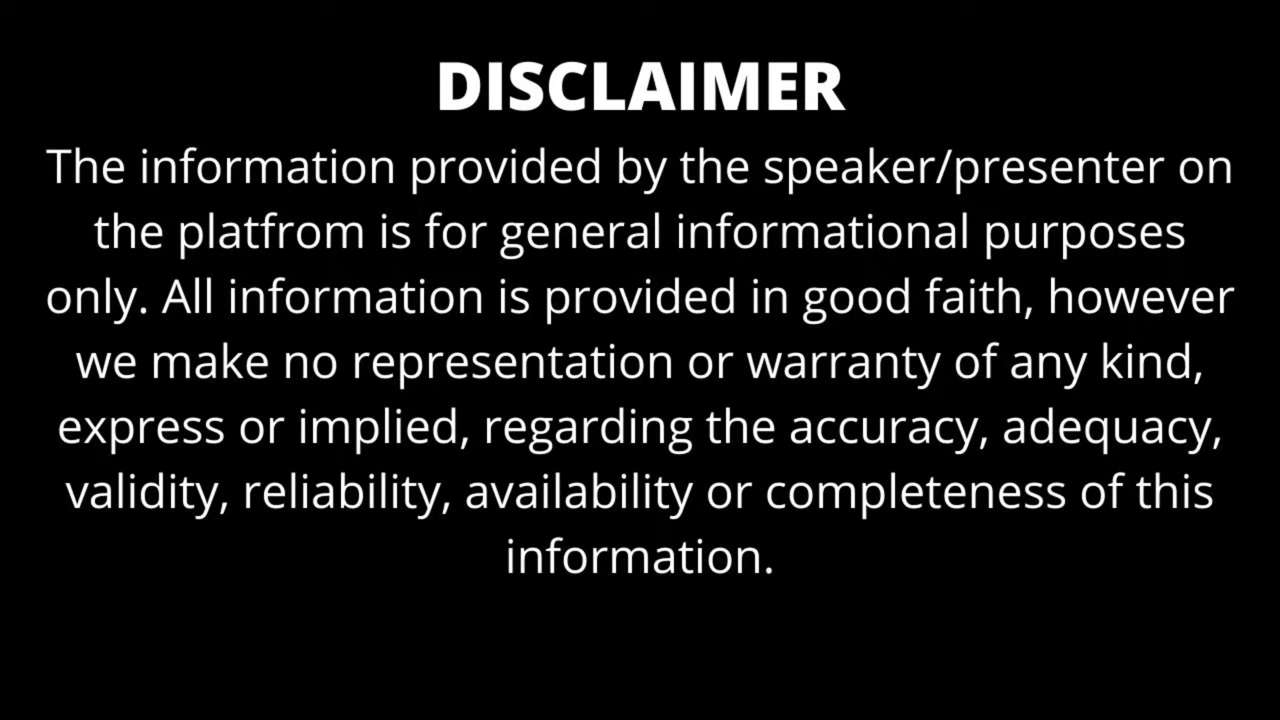 DISCLAIMER
The information provided by the speaker/presenter on
the platfrom is for general informational purposes
only. All information is provided in good faith, however
we make no representation or warranty of any kind,
express or implied, regarding the accuracy, adequacy,
validity, reliability, availability or completeness of this
information.